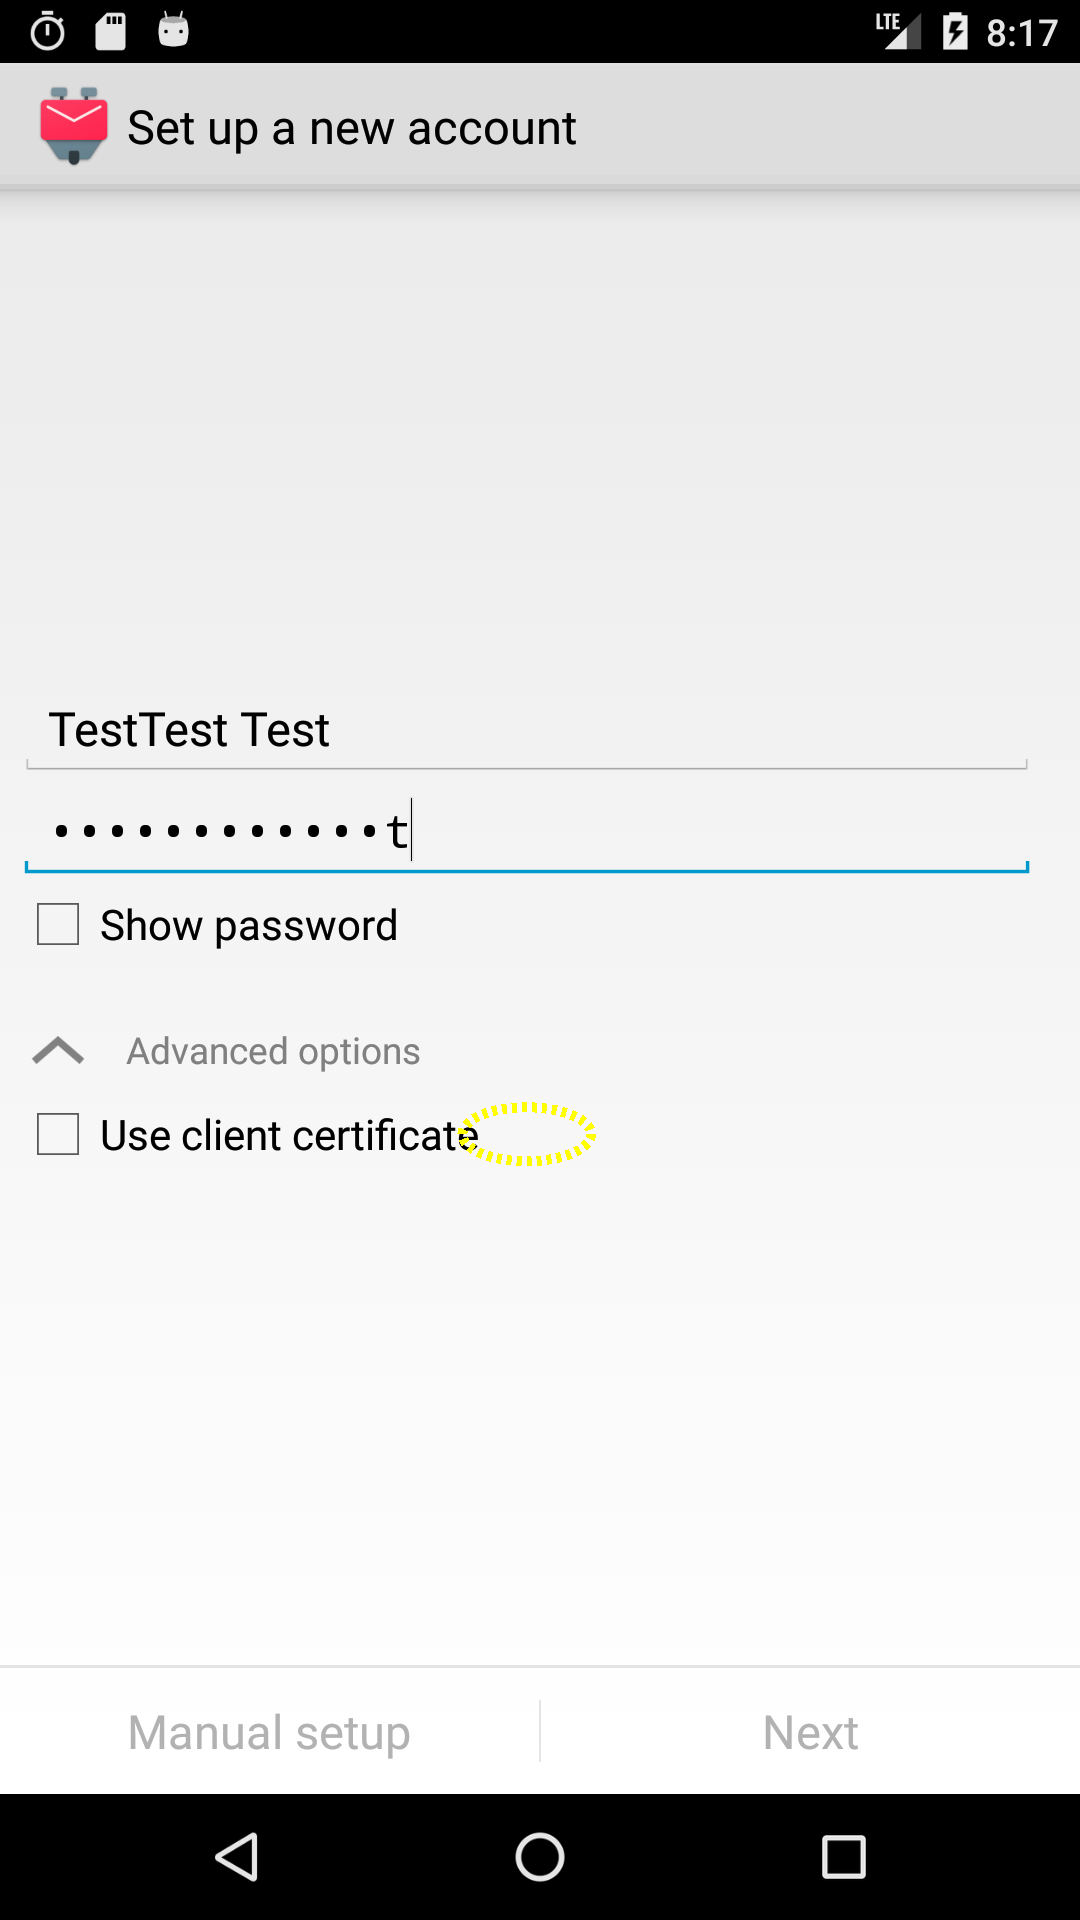 LTE 8:17
Set up a new account
TestTest Test
••••••••••••t
Show password
Advanced options
Use client certificate
Manual setup
Next